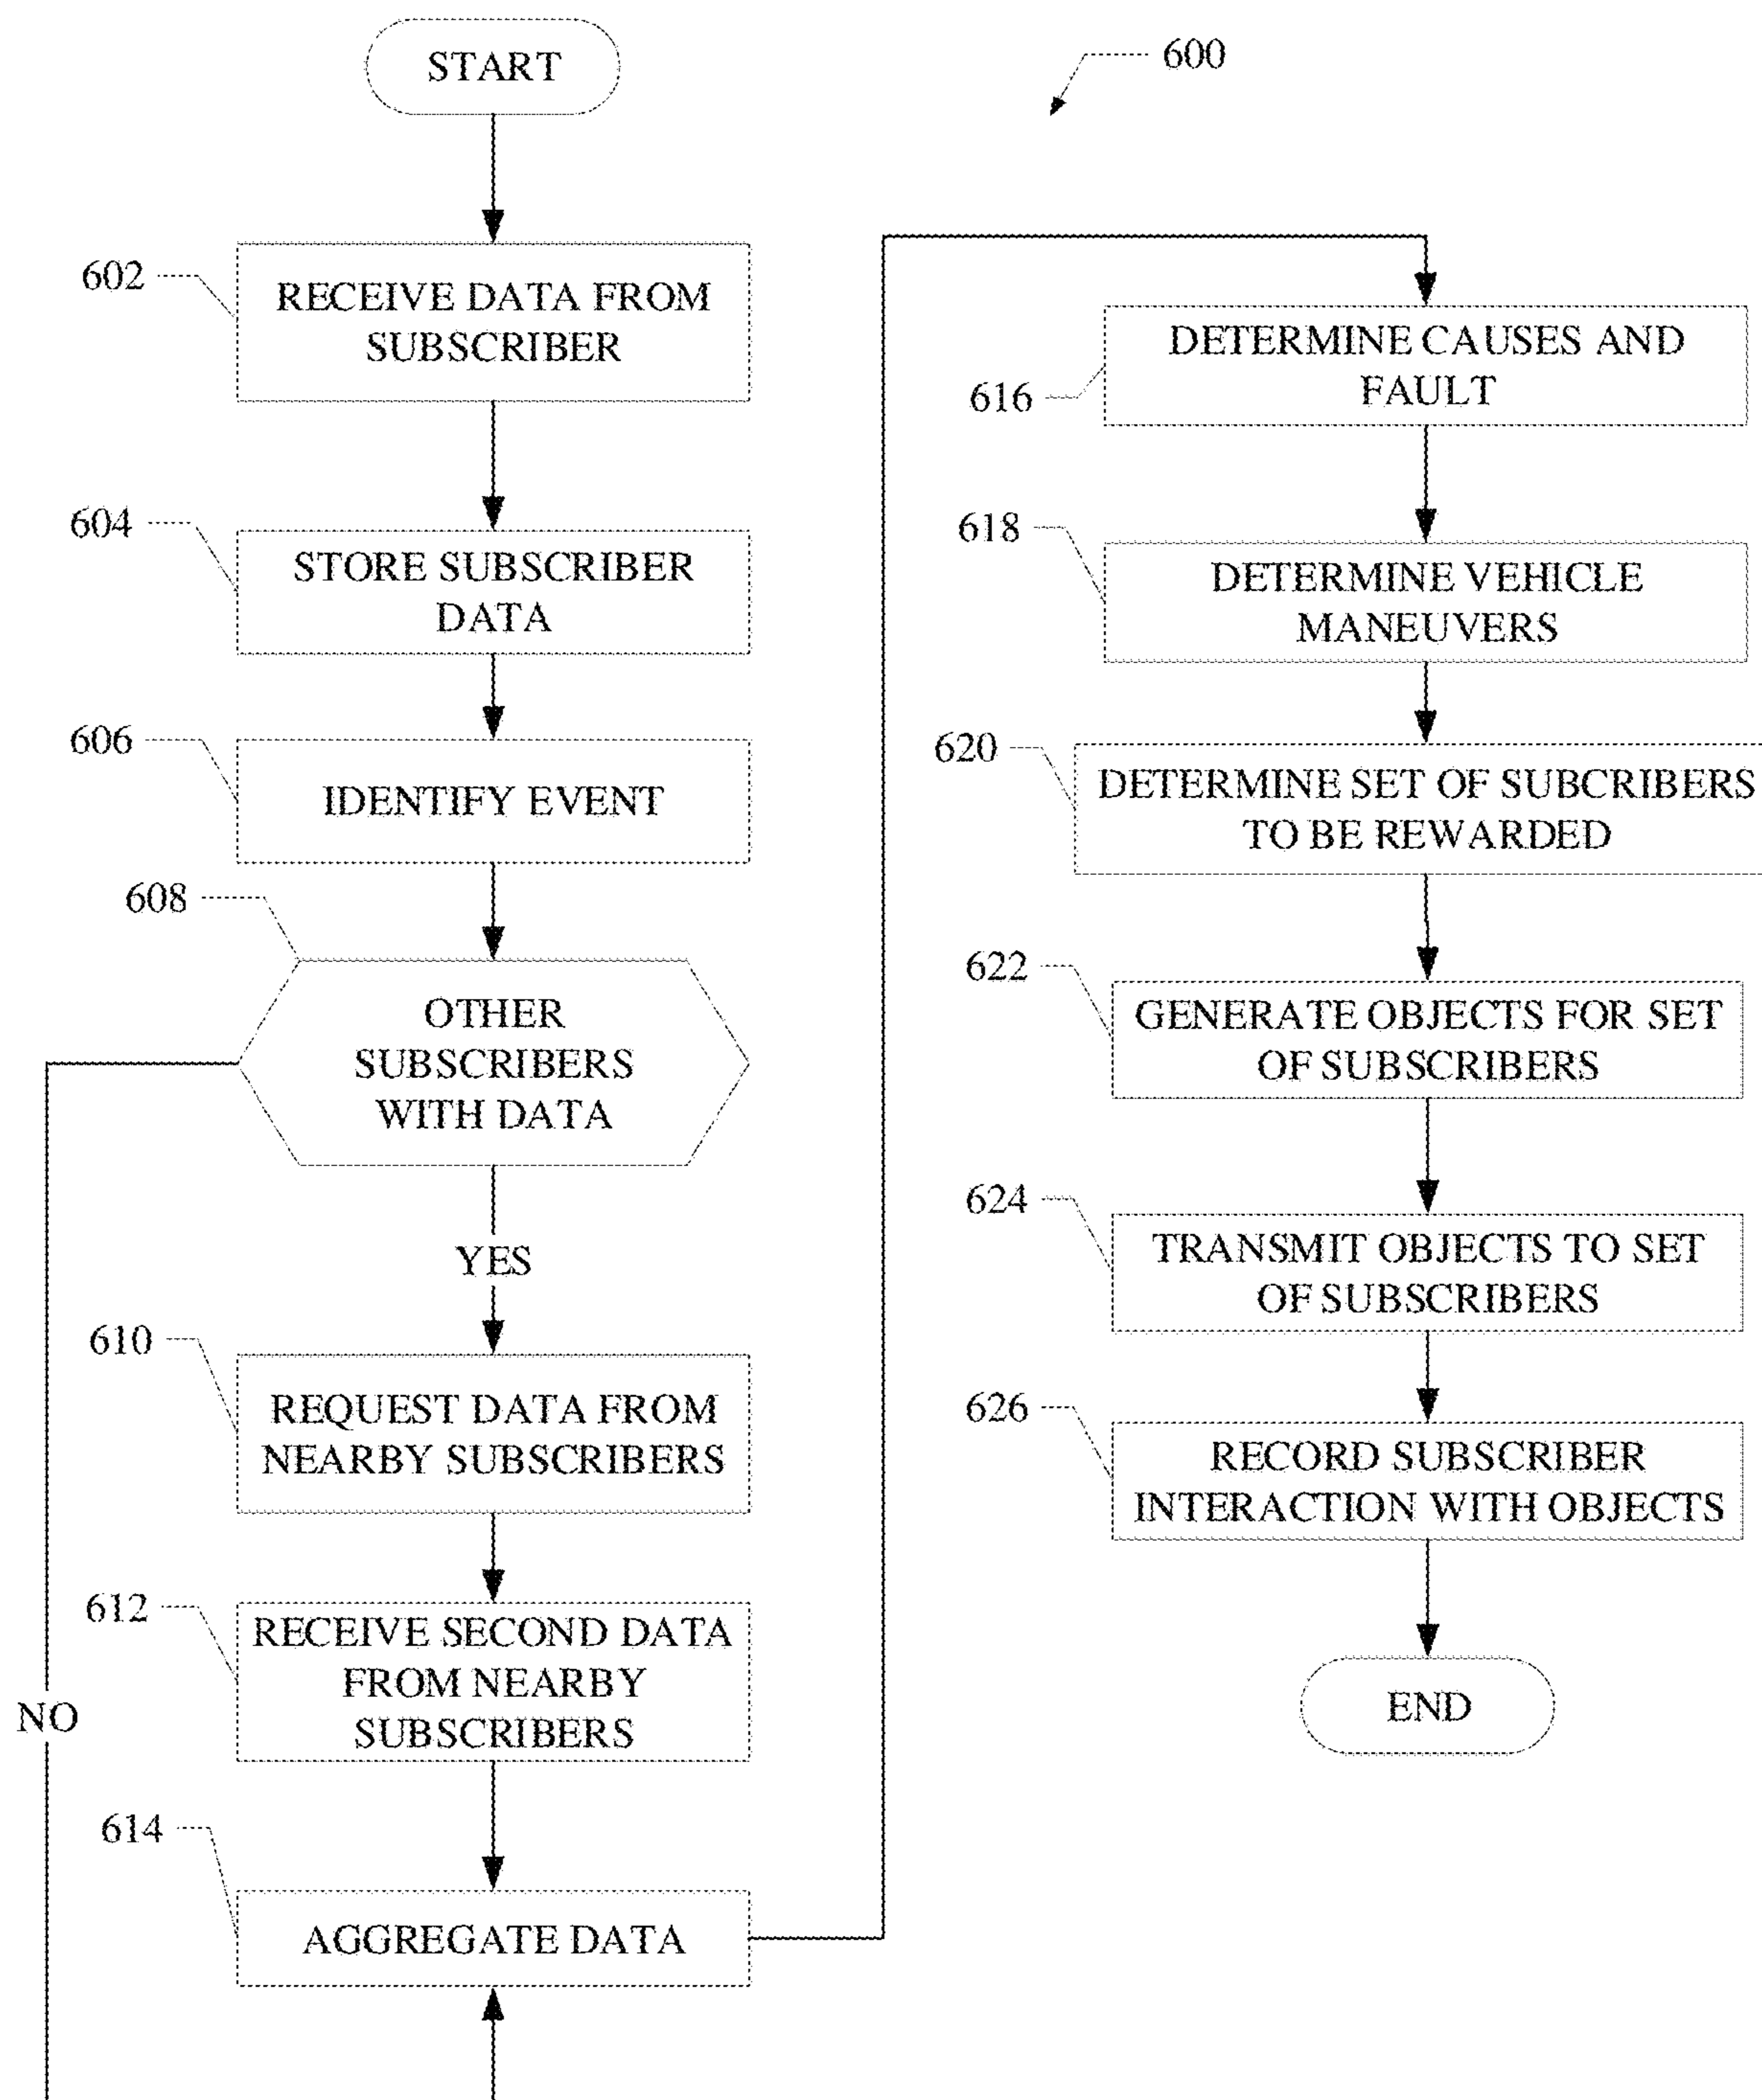 START
600
602
RECEIVE DATA FROM
SUBSCRIBER
604
STORE SUBSCRIBER
DATA
606
IDENTIFY EVENT
608
OTHER
SUBSCRIBERS
WITH DATA
YES
NO
610
REQUEST DATA FROM
NEARBY SUBSCRIBERS
612
RECEIVE SECOND DATA
FROM NEARBY
SUBSCRIBERS
614
AGGREGATE DATA
616
DETERMINE CAUSES AND
FAULT
618
DETERMINE VEHICLE
MANEUVERS
620
DETERMINE SET OF SUBCRIBERS
TO BE REWARDED
622
GENERATE OBJECTS FOR SET
OF SUBSCRIBERS
624
TRANSMIT OBJECTS TO SET
OF SUBSCRIBERS
626
RECORD SUBSCRIBER
INTERACTION WITH OBJECTS
END